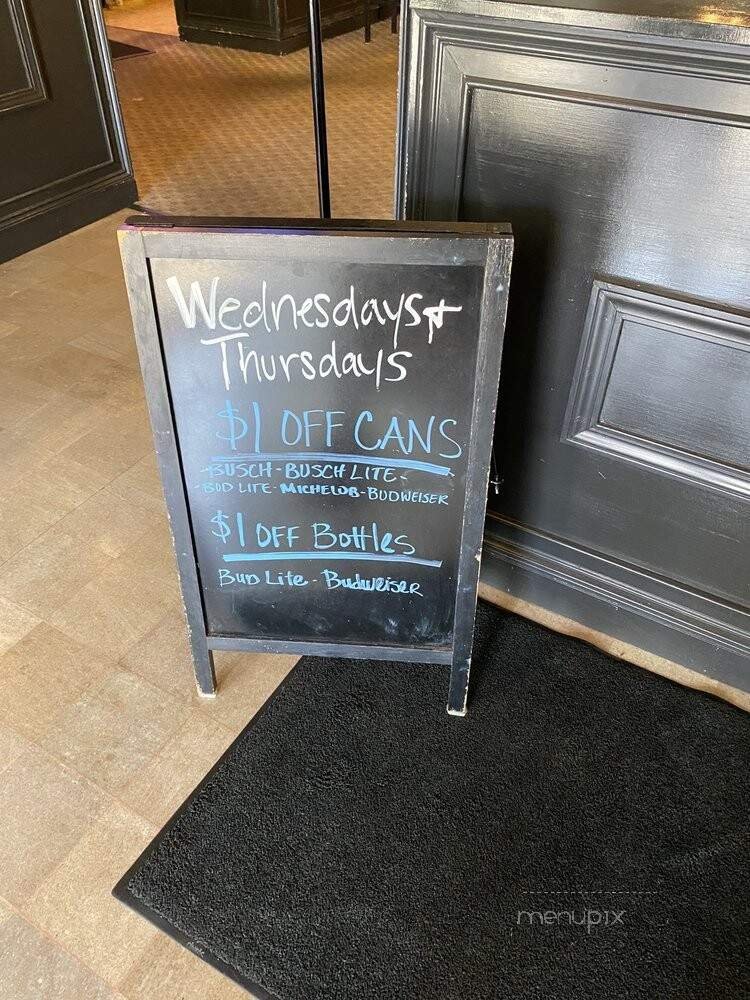 Wednesdays &
Thursdays
$1 OFF CANS
-BUSCH - BUSCH LITE -
- BUD LITE - MICHELOB - BUDWEISER
$1 OFF Bottles
Bud Lite - Budweiser
menupix